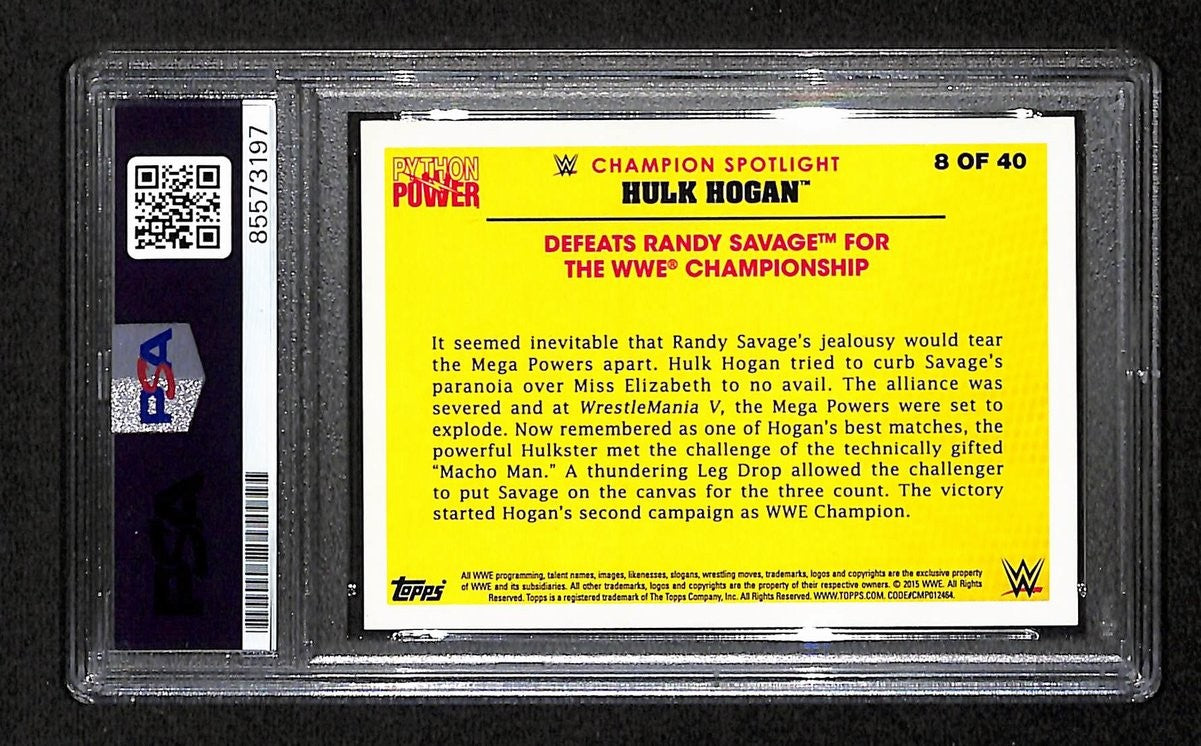 85573197
PSA
PSA
PYTHON
POWER
W CHAMPION SPOTLIGHT
HULK HOGAN™
8 OF 40
DEFEATS RANDY SAVAGE™ FOR
THE WWE® CHAMPIONSHIP
It seemed inevitable that Randy Savage's jealousy would tear
the Mega Powers apart. Hulk Hogan tried to curb Savage's
paranoia over Miss Elizabeth to no avail. The alliance was
severed and at WrestleMania V, the Mega Powers were set to
explode. Now remembered as one of Hogan's best matches, the
powerful Hulkster met the challenge of the technically gifted
“Macho Man.” A thundering Leg Drop allowed the challenger
to put Savage on the canvas for the three count. The victory
started Hogan's second campaign as WWE Champion.
Topps
All WWE programming, talent names, images, likenesses, slogans, wrestling moves, trademarks, logos and copyrights are the exclusive property
of WWE and its subsidiaries. All other trademarks, logos and copyrights are the property of their respective owners. © 2015 WWE. All Rights
Reserved. Topps is a registered trademark of The Topps Company, Inc. All Rights Reserved. WWW.TOPPS.COM. CODE#CMP012464.
W